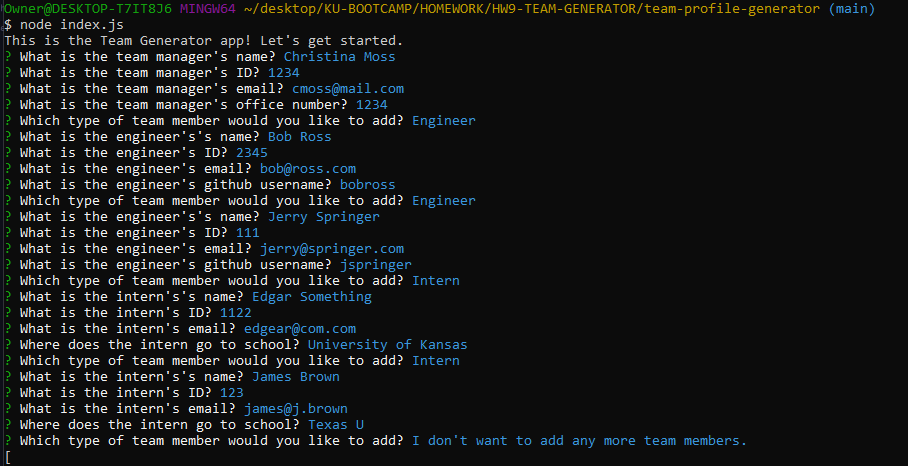 Owner@DESKTOP-T7IT8J6 MINGW64 ~/desktop/KU-BOOTCAMP/HOMEWORK/HW9-TEAM-GENERATOR/team-profile-generator (main)
$ node index.js
This is the Team Generator app! Let's get started.
? What is the team manager's name? Christina Moss
? What is the team manager's ID? 1234
? What is the team manager's email? cmoss@mail.com
? What is the team manager's office number? 1234
? Which type of team member would you like to add? Engineer
? What is the engineer's's name? Bob Ross
? What is the engineer's ID? 2345
? What is the engineer's email? bob@ross.com
? What is the engineer's github username? bobross
? Which type of team member would you like to add? Engineer
? What is the engineer's's name? Jerry Springer
? What is the engineer's ID? 111
? What is the engineer's email? jerry@springer.com
? What is the engineer's github username? jspringer
? Which type of team member would you like to add? Intern
? What is the intern's's name? Edgar Something
? What is the intern's ID? 1122
? What is the intern's email? edgear@com.com
? Where does the intern go to school? University of Kansas
? Which type of team member would you like to add? Intern
? What is the intern's's name? James Brown
? What is the intern's ID? 123
? What is the intern's email? james@j.brown
? Where does the intern go to school? Texas U
? Which type of team member would you like to add? I don't want to add any more team members.
[